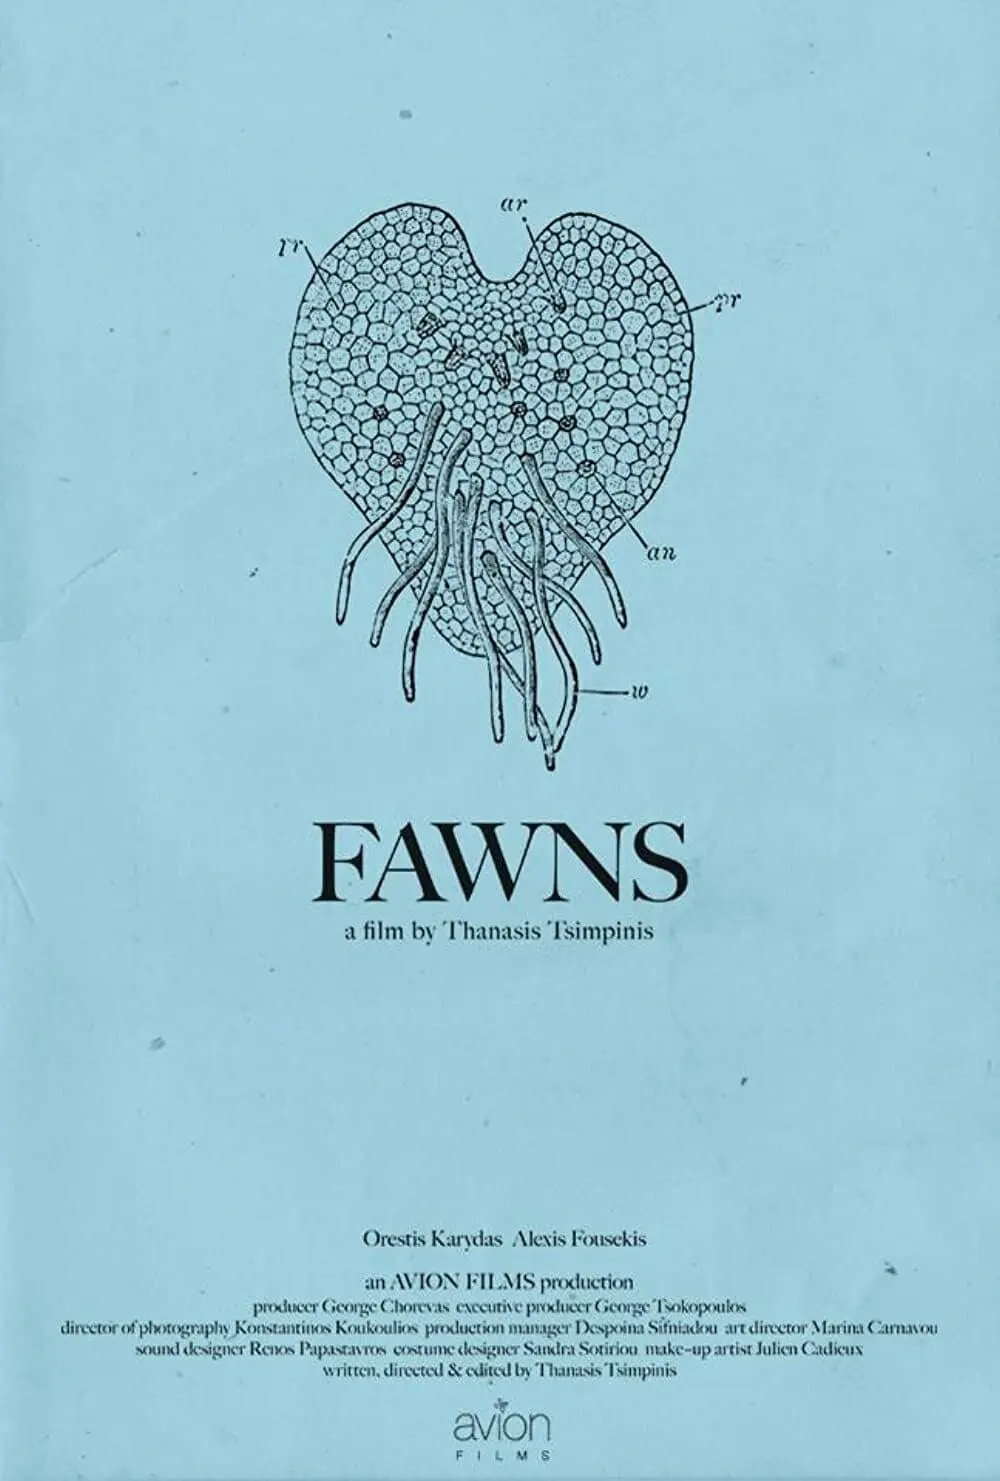 ar
pr
pr
an
w
FAWNS
a film by Thanasis Tsimpinis
Orestis Karydas Alexis Fousekis
an AVION FILMS production
producer George Chorevas executive producer George Tsokopoulos
director of photography Konstantinos Koukoulios production manager Despoina Sifniadou art director Marina Carnavou
sound designer Renos Papastavros costume designer Sandra Sotiriou make-up artist Julien Cadieux
written, directed & edited by Thanasis Tsimpinis
avion
FILMS